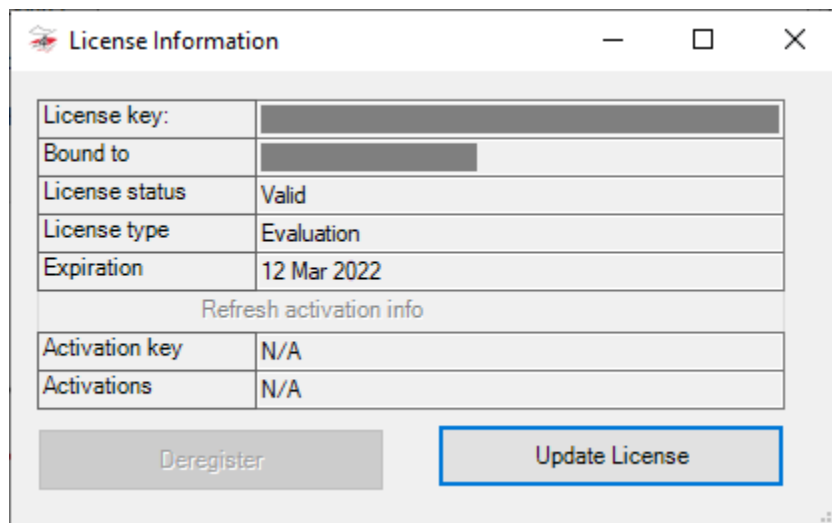 License Information
License key:
Bound to
License status Valid
License type Evaluation
Expiration 12 Mar 2022
Refresh activation info
Activation key N/A
Activations N/A
Deregister Update License